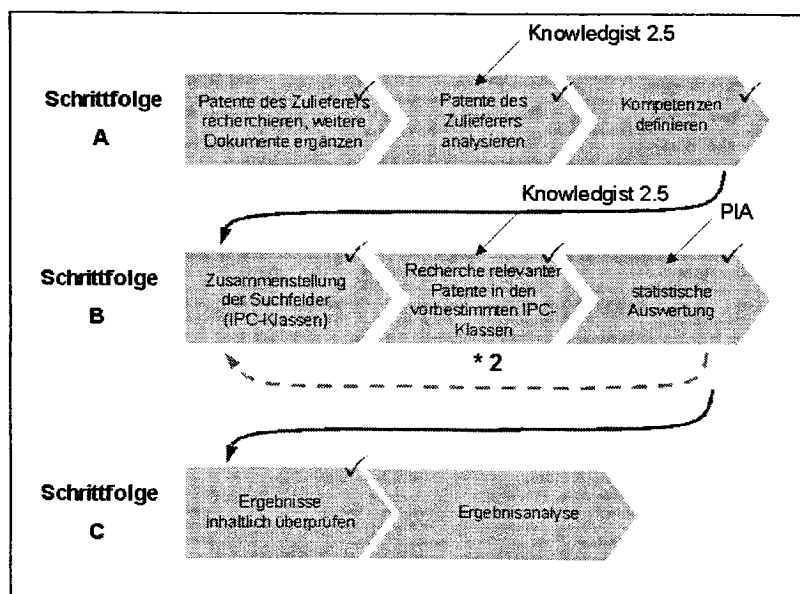 Knowledgist 2.5
Schrittfolge
A
Patente des Zulieferers
recherchieren, weitere
Dokumente ergänzen
Patente des
Zulieferers
analysieren
Kompetenzen
definieren
Knowledgist 2.5
PIA
Schrittfolge
B
Zusammenstellung
der Suchfelder
(IPC-Klassen)
Recherche relevanter
Patente in den
vorbestimmten IPC-
Klassen
statistische
Auswertung
* 2
Schrittfolge
C
Ergebnisse
inhaltlich überprüfen
Ergebnisanalyse